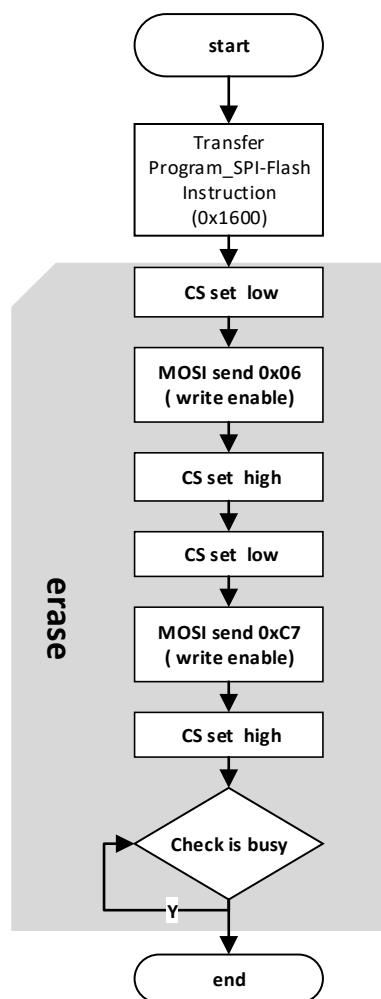 start
Transfer
Program_SPI-Flash
Instruction
(0x1600)
CS set low
MOSI send 0x06
( write enable)
CS set high
CS set low
erase
MOSI send 0xC7
( write enable)
CS set high
Check is busy
Y
end